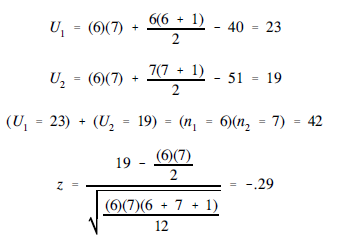 U₁ = (6)(7) + 6(6 + 1)/2 - 40 = 23
U₂ = (6)(7) + 7(7 + 1)/2 - 51 = 19
(U₁ = 23) + (U₂ = 19) = (n₁ = 6)(n₂ = 7) = 42
z = (19 - (6)(7)/2) / √((6)(7)(6 + 7 + 1)/12) = -.29